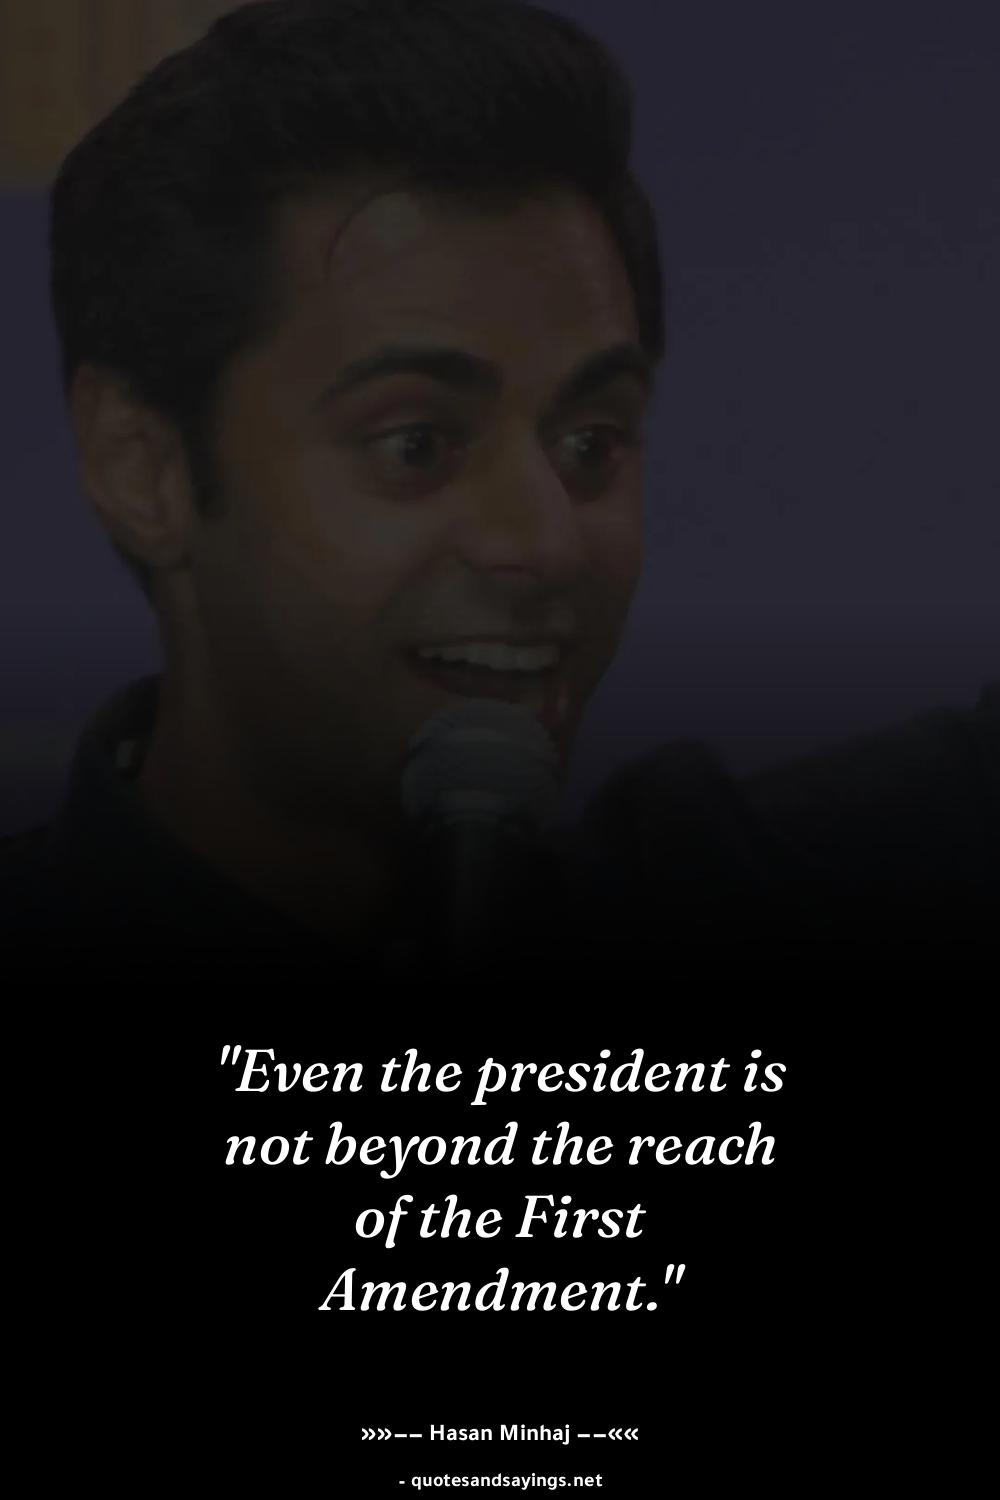 "Even the president is
not beyond the reach
of the First
Amendment."
»»−− Hasan Minhaj −−««
- quotesandsayings.net